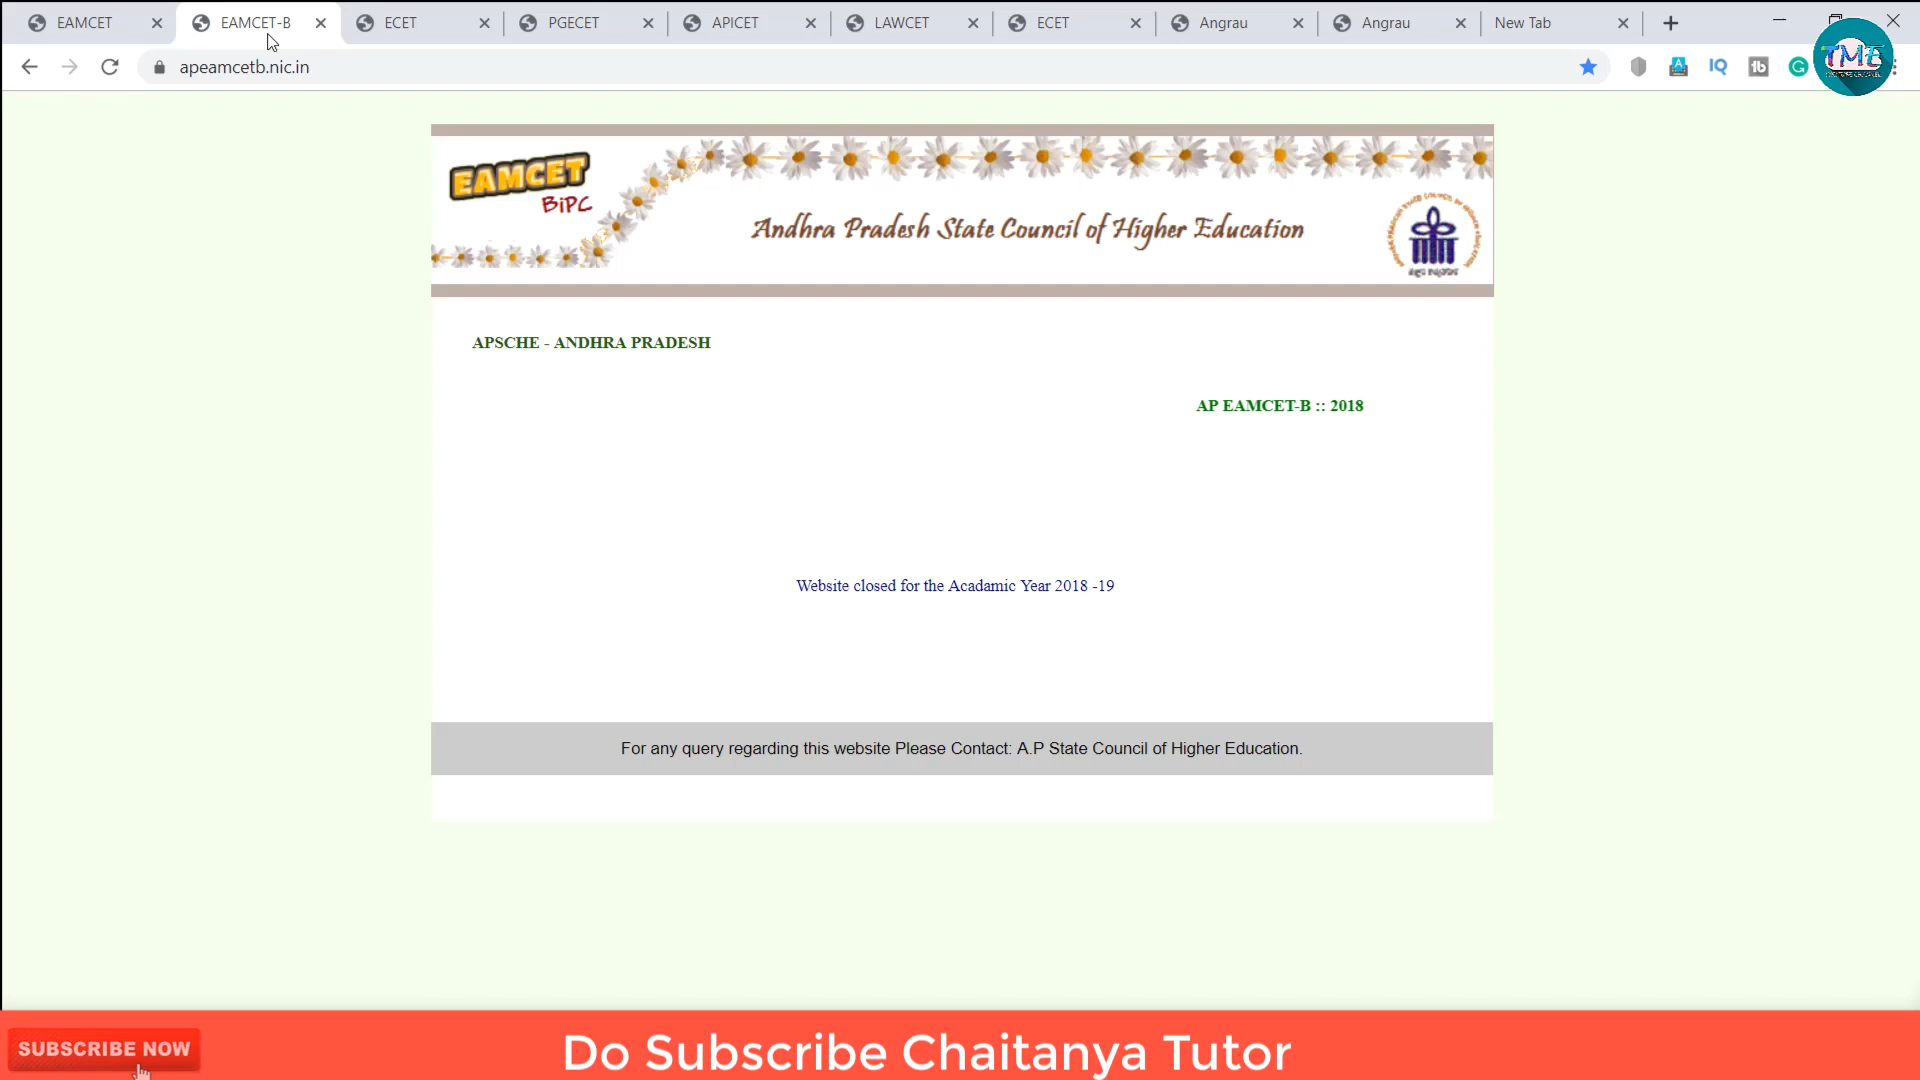 EAMCET
EAMCET-B
ECET
PGECET
APICET
LAWCET
ECET
Angrau
Angrau
New Tab
apeamcetb.nic.in
TME
EAMCET
BiPC
Andhra Pradesh State Council of Higher Education
APSCHE - ANDHRA PRADESH
AP EAMCET-B :: 2018
Website closed for the Acadamic Year 2018 -19
For any query regarding this website Please Contact: A.P State Council of Higher Education.
SUBSCRIBE NOW
Do Subscribe Chaitanya Tutor